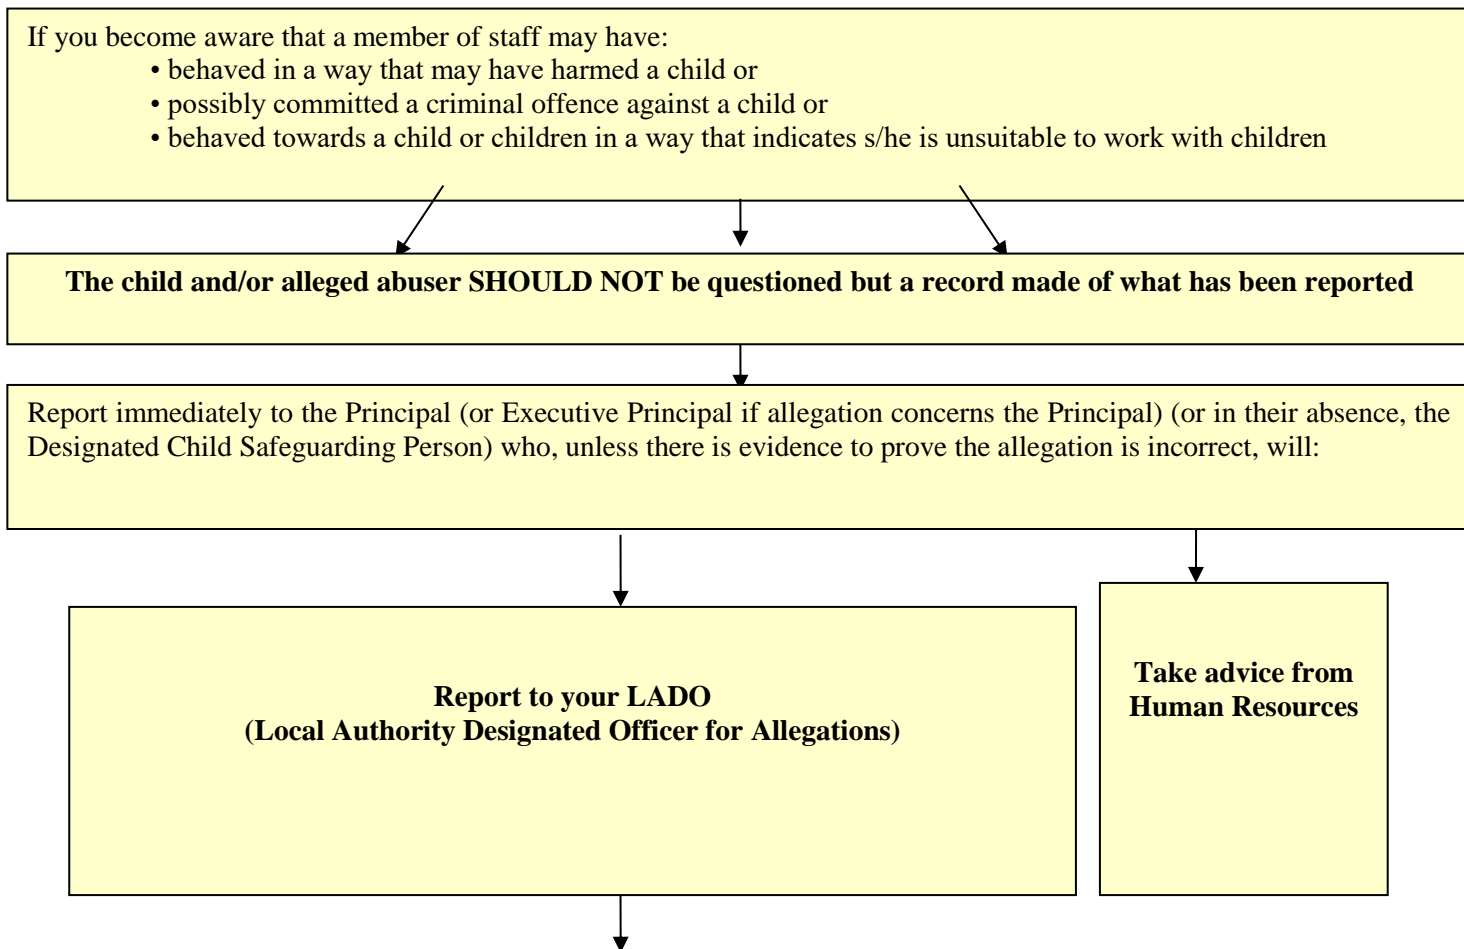 If you become aware that a member of staff may have:
• behaved in a way that may have harmed a child or
• possibly committed a criminal offence against a child or
• behaved towards a child or children in a way that indicates s/he is unsuitable to work with children
The child and/or alleged abuser SHOULD NOT be questioned but a record made of what has been reported
Report immediately to the Principal (or Executive Principal if allegation concerns the Principal) (or in their absence, the
Designated Child Safeguarding Person) who, unless there is evidence to prove the allegation is incorrect, will:
Report to your LADO
(Local Authority Designated Officer for Allegations)
Take advice from
Human Resources